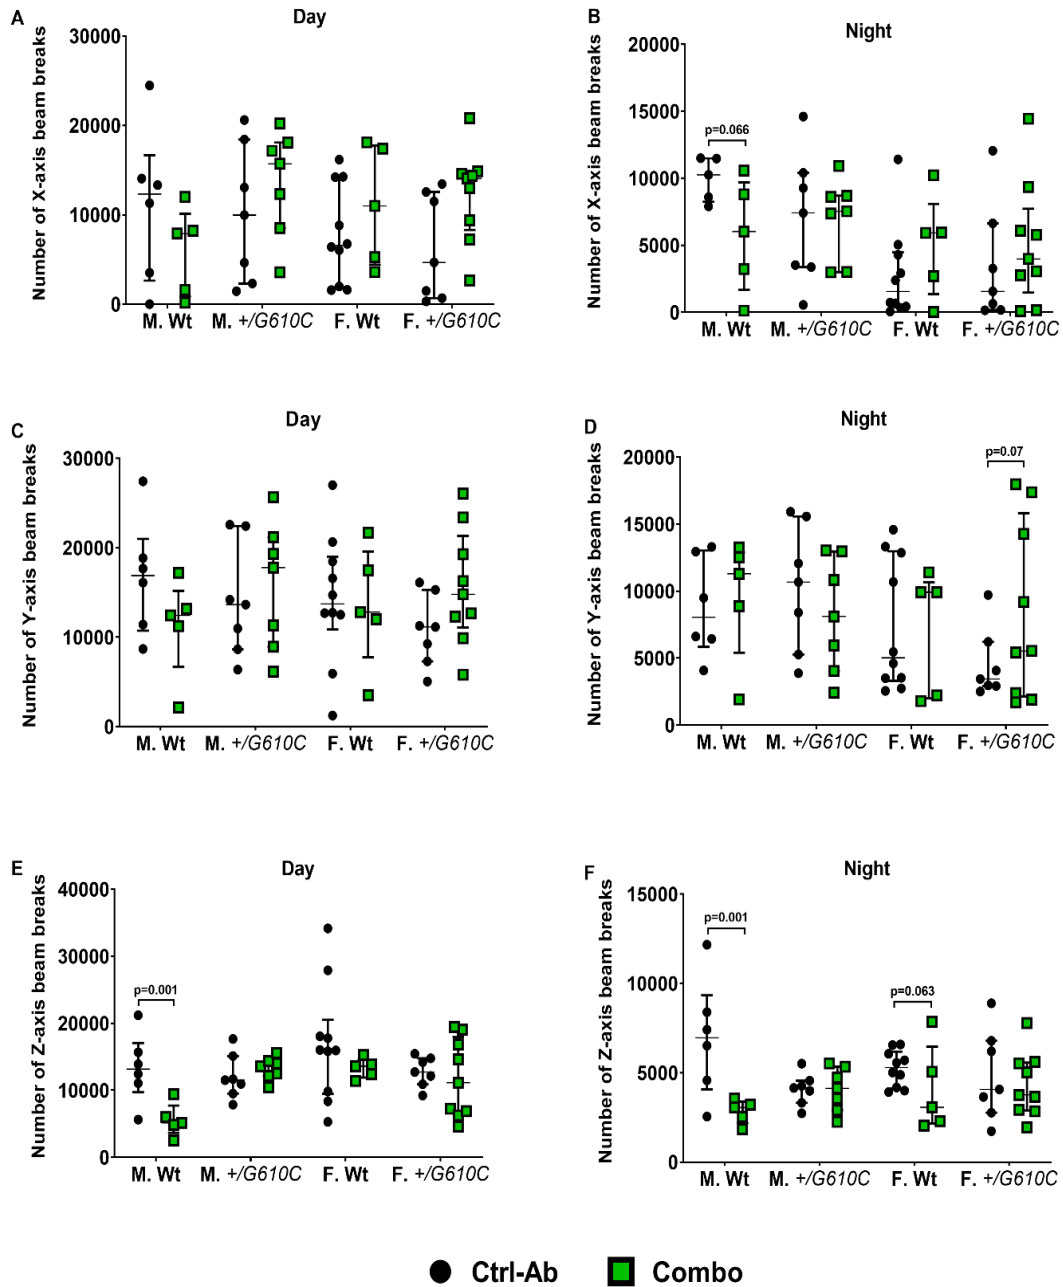 A
Day
Number of X-axis beam breaks
30000
20000
10000
0
M. Wt M. +/G610C F. Wt F. +/G610C
B
Night
Number of X-axis beam breaks
20000
15000
10000
5000
0
p=0.066
M. Wt M. +/G610C F. Wt F. +/G610C
C
Day
Number of Y-axis beam breaks
30000
20000
10000
0
M. Wt M. +/G610C F. Wt F. +/G610C
D
Night
Number of Y-axis beam breaks
20000
15000
10000
5000
0
p=0.07
M. Wt M. +/G610C F. Wt F. +/G610C
E
Day
Number of Z-axis beam breaks
40000
30000
20000
10000
0
p=0.001
M. Wt M. +/G610C F. Wt F. +/G610C
F
Night
Number of Z-axis beam breaks
15000
10000
5000
0
p=0.001
p=0.063
M. Wt M. +/G610C F. Wt F. +/G610C
Ctrl-Ab Combo